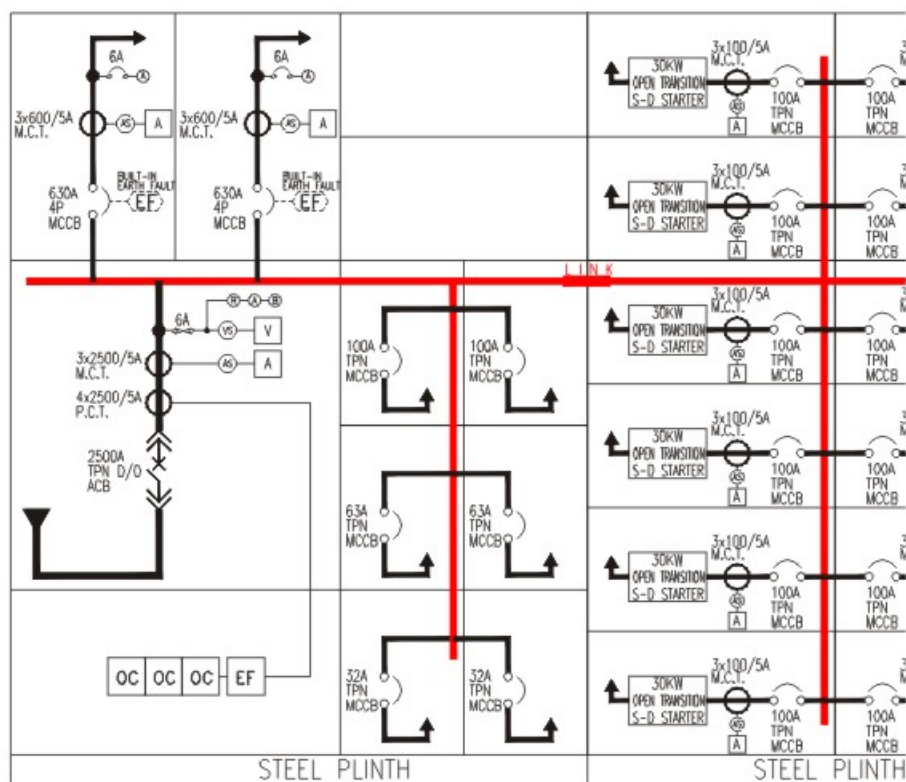 6A
A
3x600/5A
M.C.T.
AS
A
BUILT-IN
EARTH FAULT
EF
630A
4P
MCCB
6A
A
3x600/5A
M.C.T.
AS
A
BUILT-IN
EARTH FAULT
EF
630A
4P
MCCB
LINK
6A
VS
V
3x2500/5A
M.C.T.
AS
A
4x2500/5A
P.C.T.
2500A
TPN D/O
ACB
OC OC OC EF
100A
TPN
MCCB
100A
TPN
MCCB
63A
TPN
MCCB
63A
TPN
MCCB
32A
TPN
MCCB
32A
TPN
MCCB
30KW
OPEN TRANSITION
S-D STARTER
3x100/5A
M.C.T.
AS
A
100A
TPN
MCCB
100A
TPN
MCCB
30KW
OPEN TRANSITION
S-D STARTER
3x100/5A
M.C.T.
AS
A
100A
TPN
MCCB
100A
TPN
MCCB
30KW
OPEN TRANSITION
S-D STARTER
3x100/5A
M.C.T.
AS
A
100A
TPN
MCCB
100A
TPN
MCCB
30KW
OPEN TRANSITION
S-D STARTER
3x100/5A
M.C.T.
AS
A
100A
TPN
MCCB
100A
TPN
MCCB
30KW
OPEN TRANSITION
S-D STARTER
3x100/5A
M.C.T.
AS
A
100A
TPN
MCCB
100A
TPN
MCCB
30KW
OPEN TRANSITION
S-D STARTER
3x100/5A
M.C.T.
AS
A
100A
TPN
MCCB
100A
TPN
MCCB
STEEL PLINTH
STEEL PLINTH